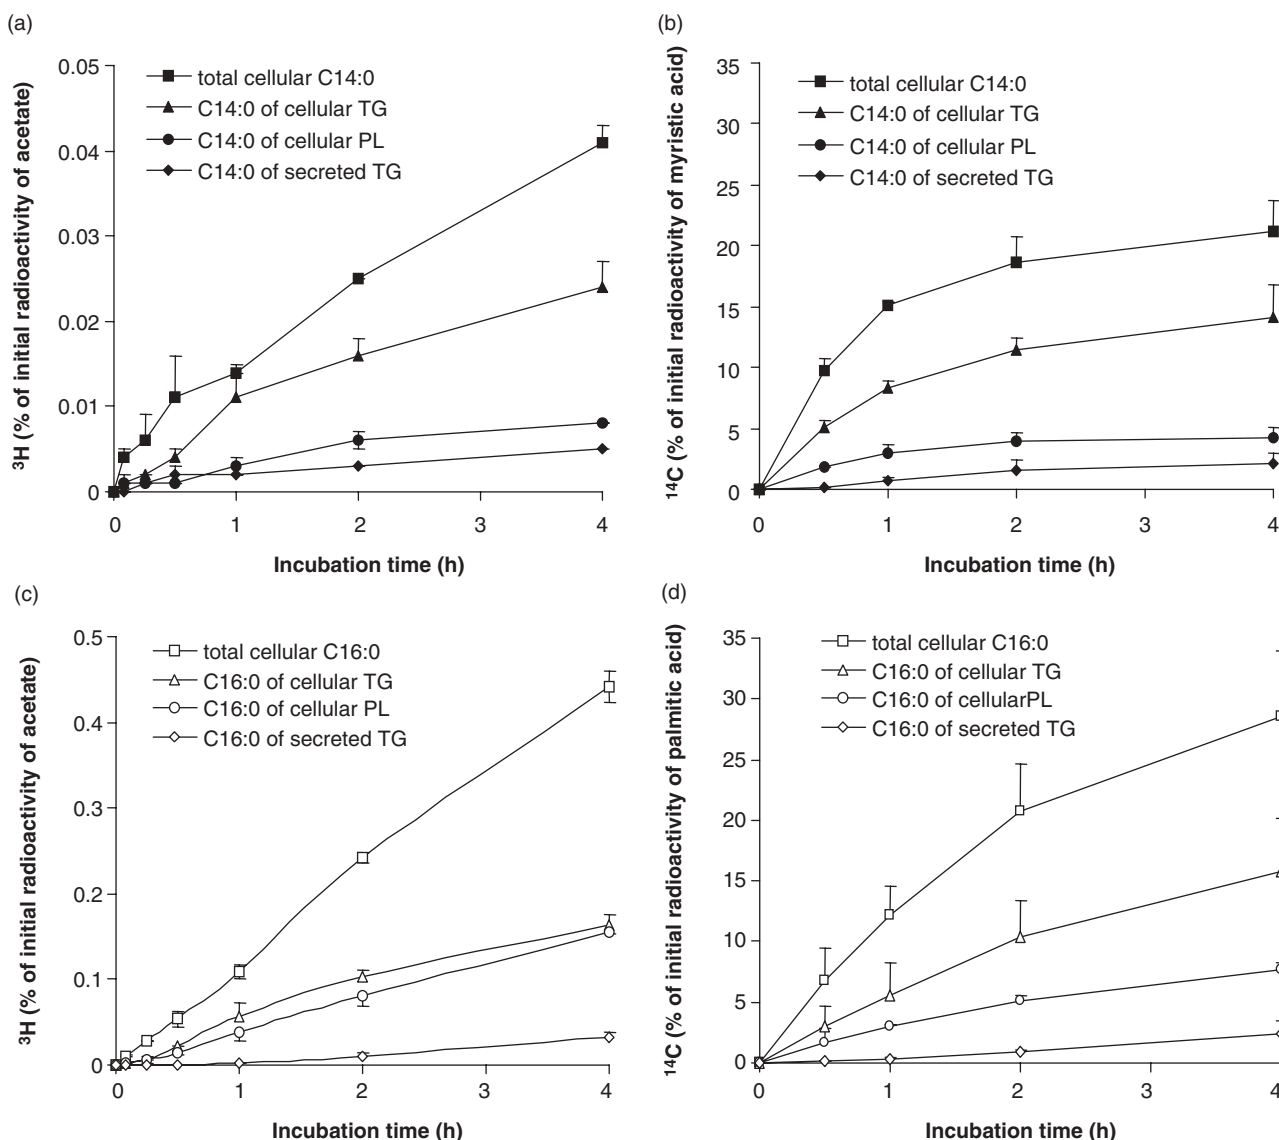 (a)
³H (% of initial radioactivity of acetate)
0.05
0.04
0.03
0.02
0.01
0
total cellular C14:0
C14:0 of cellular TG
C14:0 of cellular PL
C14:0 of secreted TG
0 1 2 3 4
Incubation time (h)
(b)
¹⁴C (% of initial radioactivity of myristic acid)
35
30
25
20
15
10
5
0
total cellular C14:0
C14:0 of cellular TG
C14:0 of cellular PL
C14:0 of secreted TG
0 1 2 3 4
Incubation time (h)
(c)
³H (% of initial radioactivity of acetate)
0.5
0.4
0.3
0.2
0.1
0
total cellular C16:0
C16:0 of cellular TG
C16:0 of cellular PL
C16:0 of secreted TG
0 1 2 3 4
Incubation time (h)
(d)
¹⁴C (% of initial radioactivity of palmitic acid)
35
30
25
20
15
10
5
0
total cellular C16:0
C16:0 of cellular TG
C16:0 of cellularPL
C16:0 of secreted TG
0 1 2 3 4
Incubation time (h)